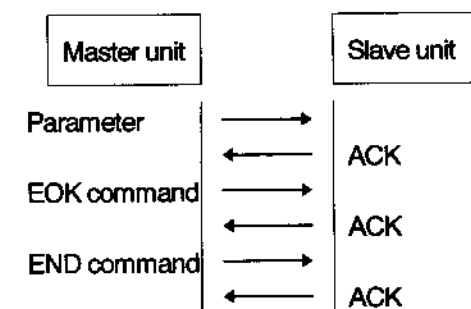 Master unit
Slave unit
Parameter
ACK
EOK command
ACK
END command
ACK